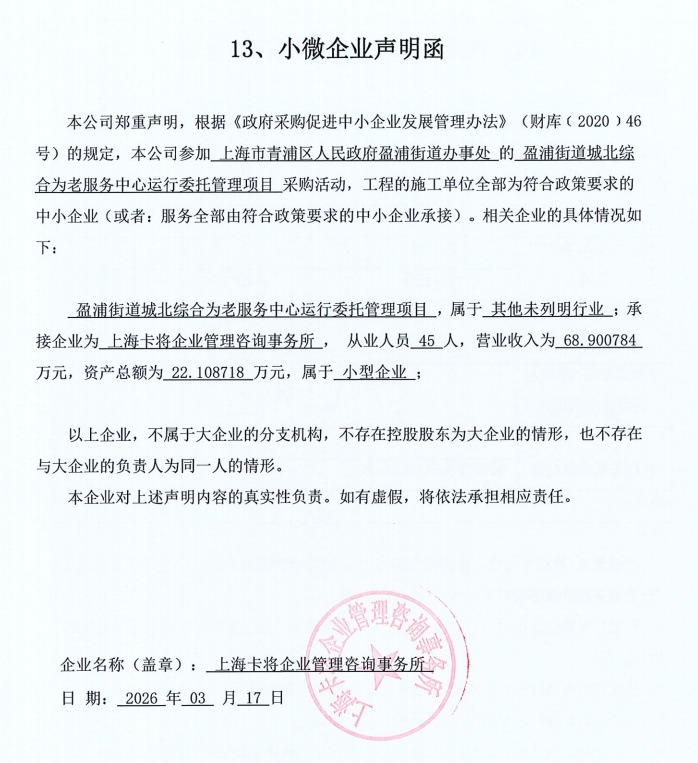 13、小微企业声明函
本公司郑重声明，根据《政府采购促进中小企业发展管理办法》（财库﹝2020﹞46
号）的规定，本公司参加 上海市青浦区人民政府盈浦街道办事处 的 盈浦街道城北综
合为老服务中心运行委托管理项目 采购活动，工程的施工单位全部为符合政策要求的
中小企业（或者：服务全部由符合政策要求的中小企业承接）。相关企业的具体情况如
下：
盈浦街道城北综合为老服务中心运行委托管理项目 ，属于 其他未列明行业 ；承
接企业为 上海卡将企业管理咨询事务所 ， 从业人员 45 人，营业收入为 68.900784
万元，资产总额为 22.108718 万元，属于 小型企业 ；
以上企业，不属于大企业的分支机构，不存在控股股东为大企业的情形，也不存在
与大企业的负责人为同一人的情形。
本企业对上述声明内容的真实性负责。如有虚假，将依法承担相应责任。
企业名称（盖章）： 上海卡将企业管理咨询事务所
日 期： 2026 年 03 月 17 日
上海卡将企业管理咨询事务所